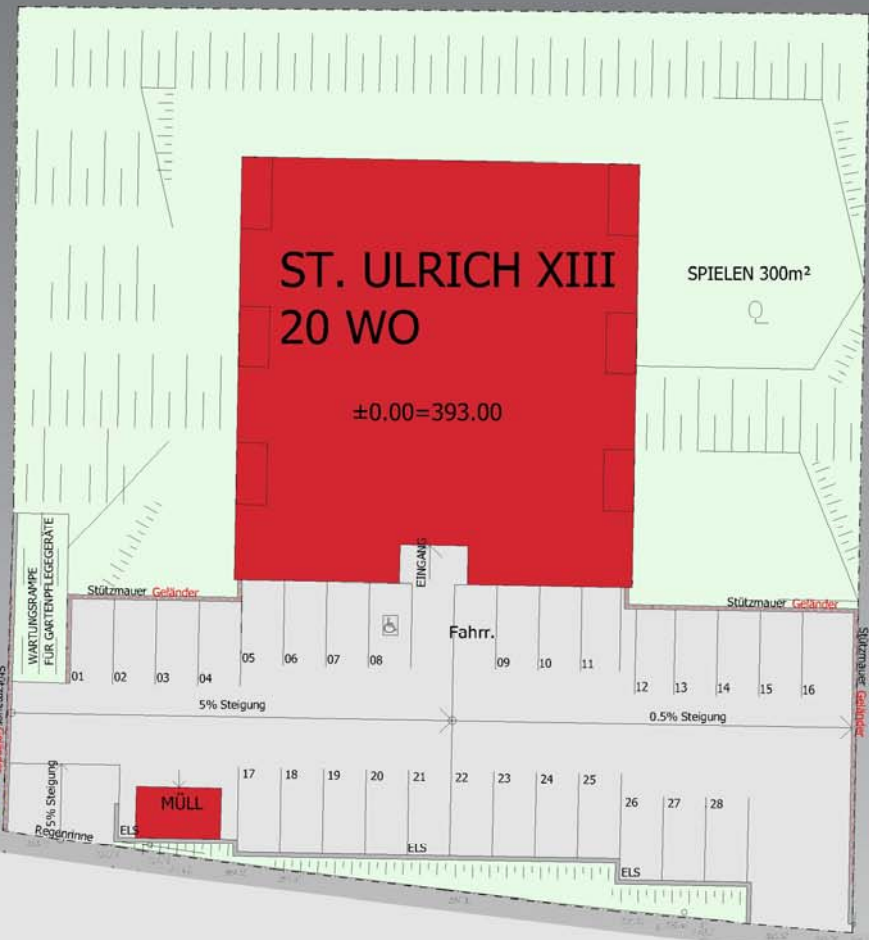 ST. ULRICH XIII
20 WO
±0.00=393.00
SPIELEN 300m²
EINGANG
WARTUNGSRAMPE
FÜR GARTENPFLEGEGERÄTE
Stützmauer Geländer
Stützmauer Geländer
Stützmauer Geländer
Fahrr.
01
02
03
04
05
06
07
08
09
10
11
12
13
14
15
16
5% Steigung
0.5% Steigung
17
18
19
20
21
22
23
24
25
26
27
28
5% Steigung
MÜLL
Regenrinne
ELS
ELS
ELS